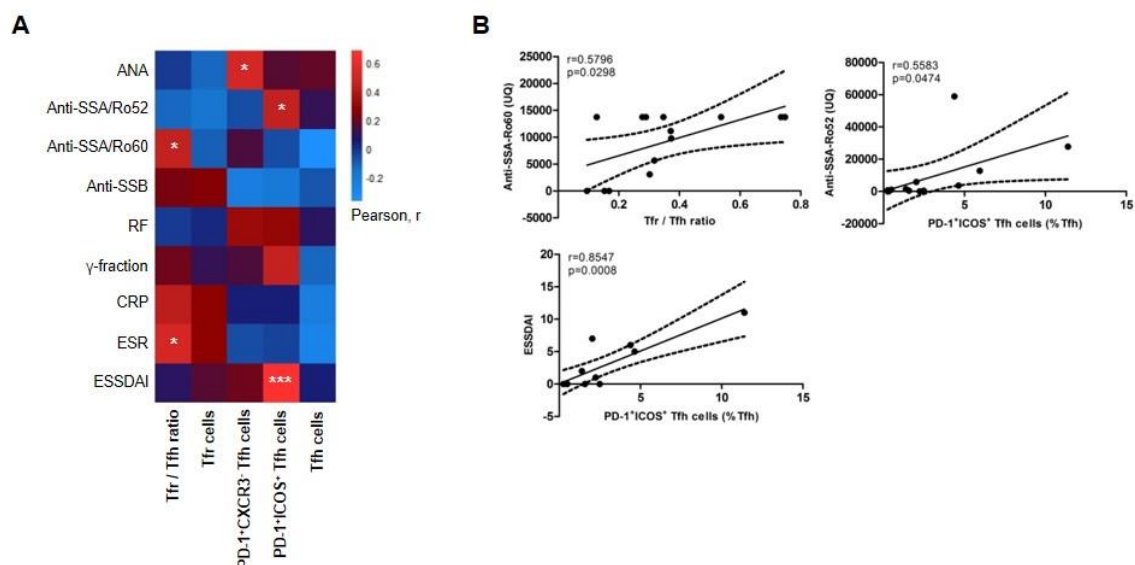 A
ANA
Anti-SSA/Ro52
Anti-SSA/Ro60
Anti-SSB
RF
γ-fraction
CRP
ESR
ESSDAI
*
*
*
*
***
Tfr / Tfh ratio
Tfr cells
PD-1⁺CXCR3⁻ Tfh cells
PD-1⁺ICOS⁺ Tfh cells
Tfh cells
0.6
0.4
0.2
0
-0.2
Pearson, r
B
r=0.5796
p=0.0298
Anti-SSA-Ro60 (UQ)
25000
20000
15000
10000
5000
0
-5000
0.2
0.4
0.6
0.8
Tfr / Tfh ratio
r=0.5583
p=0.0474
Anti-SSA-Ro52 (UQ)
80000
60000
40000
20000
0
-20000
5
10
15
PD-1⁺ICOS⁺ Tfh cells (% Tfh)
r=0.8547
p=0.0008
ESSDAI
20
15
10
5
0
-5
5
10
15
PD-1⁺ICOS⁺ Tfh cells (% Tfh)